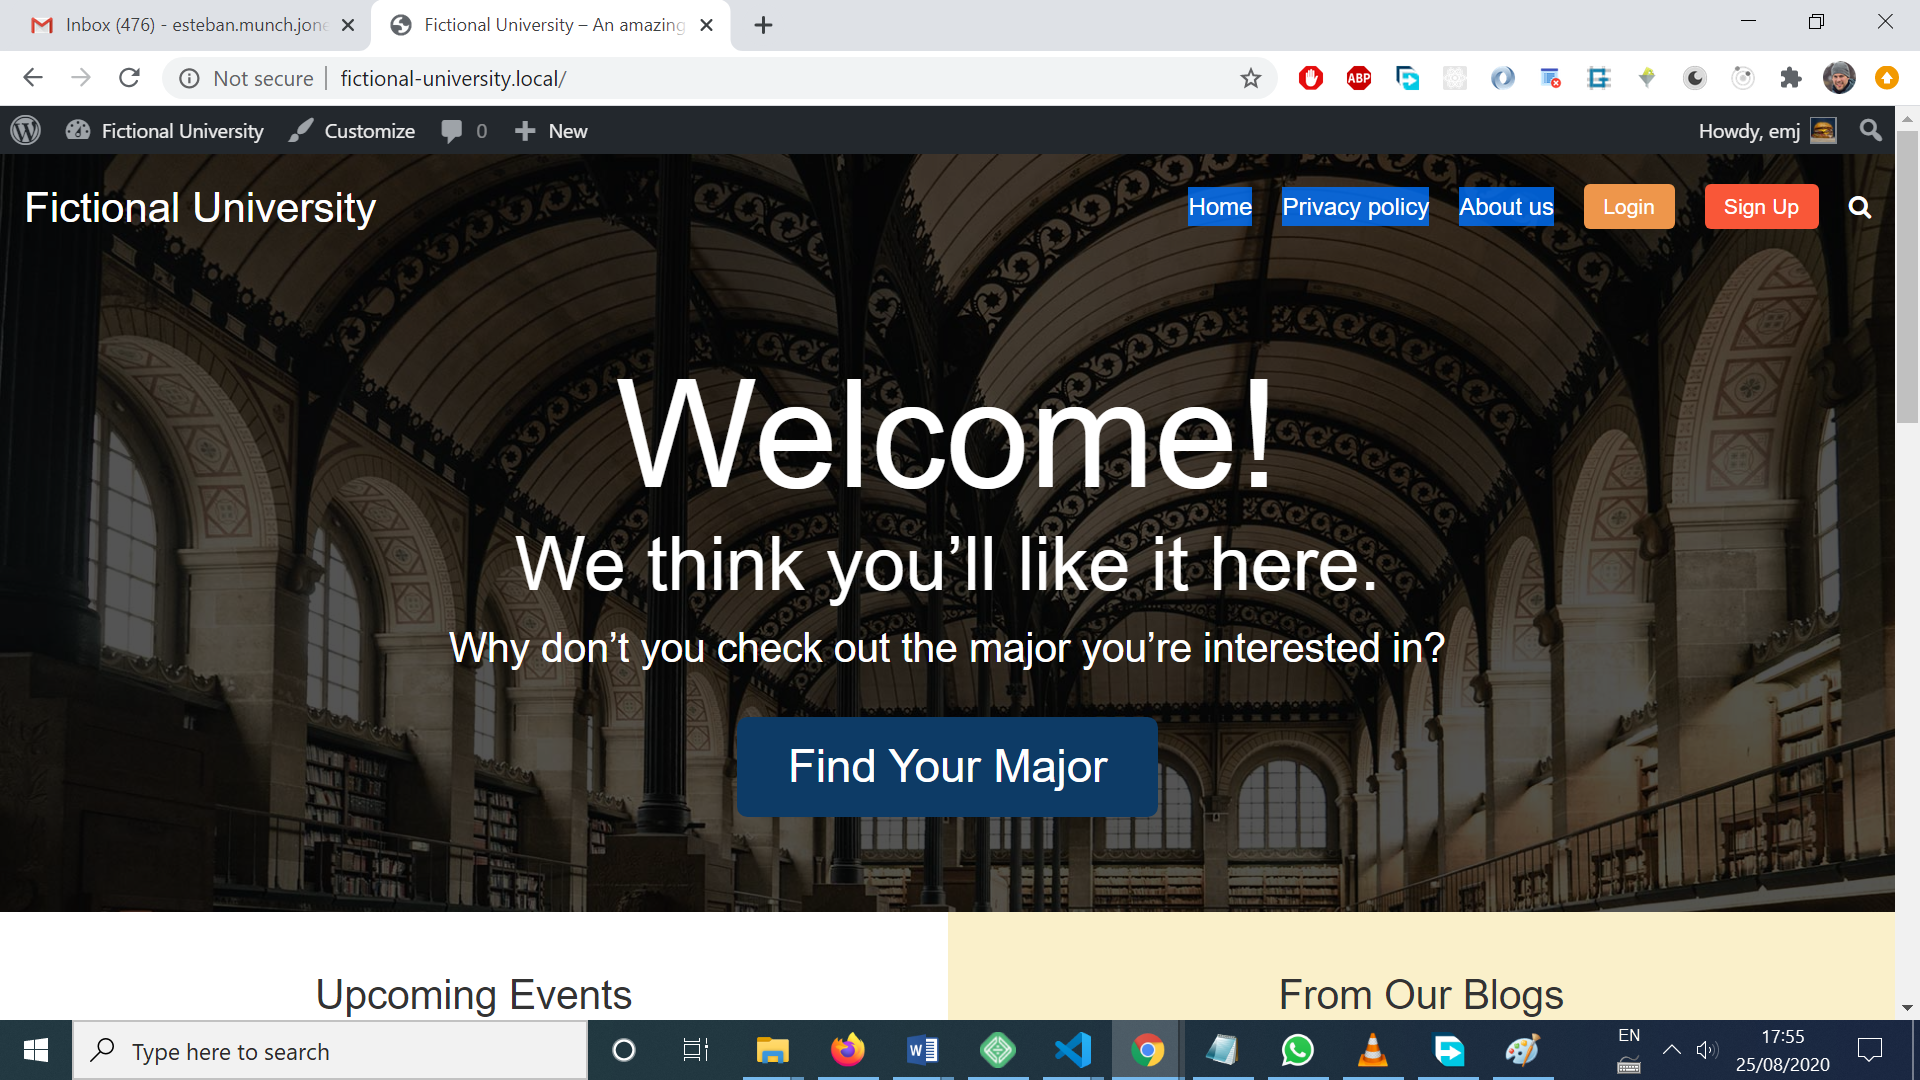 Inbox (476) - esteban.munch.jone
Fictional University – An amazing
Not secure
fictional-university.local/
ABP
Fictional University
Customize
0
New
Howdy, emj
Fictional University
Home
Privacy policy
About us
Login
Sign Up
Welcome!
We think you’ll like it here.
Why don’t you check out the major you’re interested in?
Find Your Major
Upcoming Events
From Our Blogs
Type here to search
EN
17:55
25/08/2020